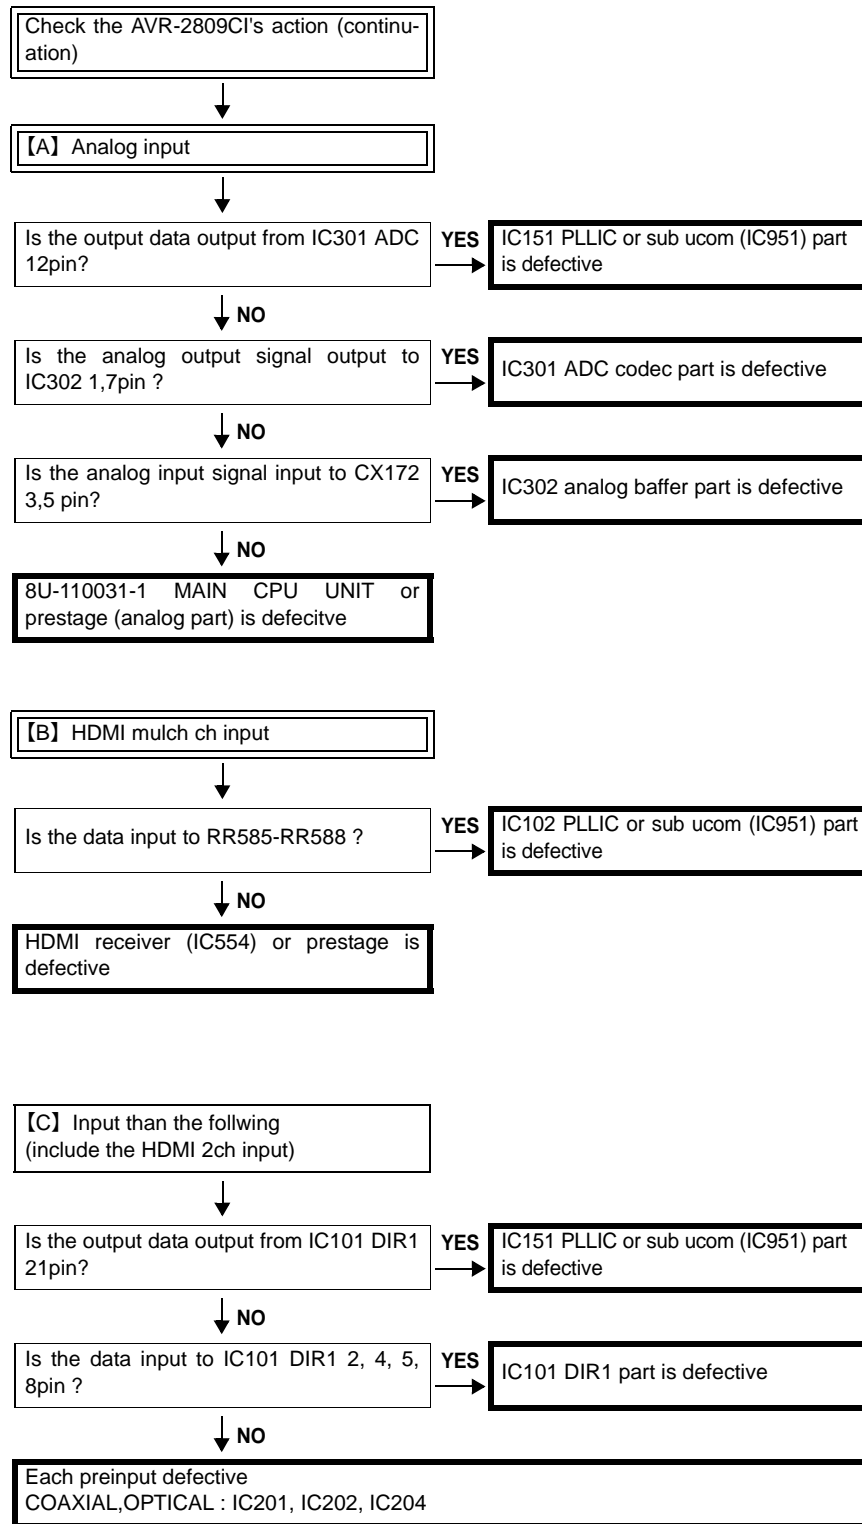 Check the AVR-2809CI's action (continu-
ation)
【A】Analog input
Is the output data output from IC301 ADC
12pin?
YES
IC151 PLLIC or sub ucom (IC951) part
is defective
NO
Is the analog output signal output to
IC302 1,7pin ?
YES
IC301 ADC codec part is defective
NO
Is the analog input signal input to CX172
3,5 pin?
YES
IC302 analog baffer part is defective
NO
8U-110031-1 MAIN CPU UNIT or
prestage (analog part) is defecitve
【B】HDMI mulch ch input
Is the data input to RR585-RR588 ?
YES
IC102 PLLIC or sub ucom (IC951) part
is defective
NO
HDMI receiver (IC554) or prestage is
defective
【C】Input than the follwing
(include the HDMI 2ch input)
Is the output data output from IC101 DIR1
21pin?
YES
IC151 PLLIC or sub ucom (IC951) part
is defective
NO
Is the data input to IC101 DIR1 2, 4, 5,
8pin ?
YES
IC101 DIR1 part is defective
NO
Each preinput defective
COAXIAL,OPTICAL : IC201, IC202, IC204